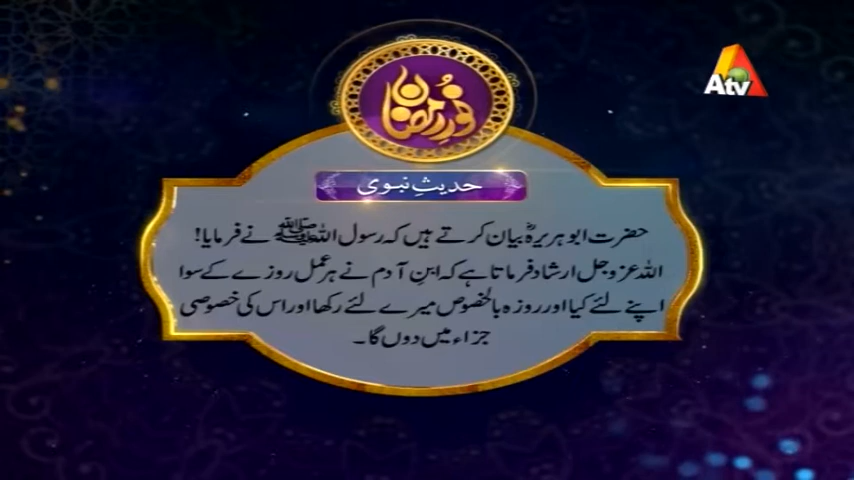 نورِ رمضان
Atv
حدیثِ نبوی
حضرت ابو ہریرہؓ بیان کرتے ہیں کہ رسول اللہ ﷺ نے فرمایا!
اللہ عزوجل ارشاد فرماتا ہے کہ ابنِ آدم نے ہر عمل روزے کے سوا
اپنے لئے کیا اور روزہ بالخصوص میرے لئے رکھا اور اس کی خصوصی
جزاء میں دوں گا۔